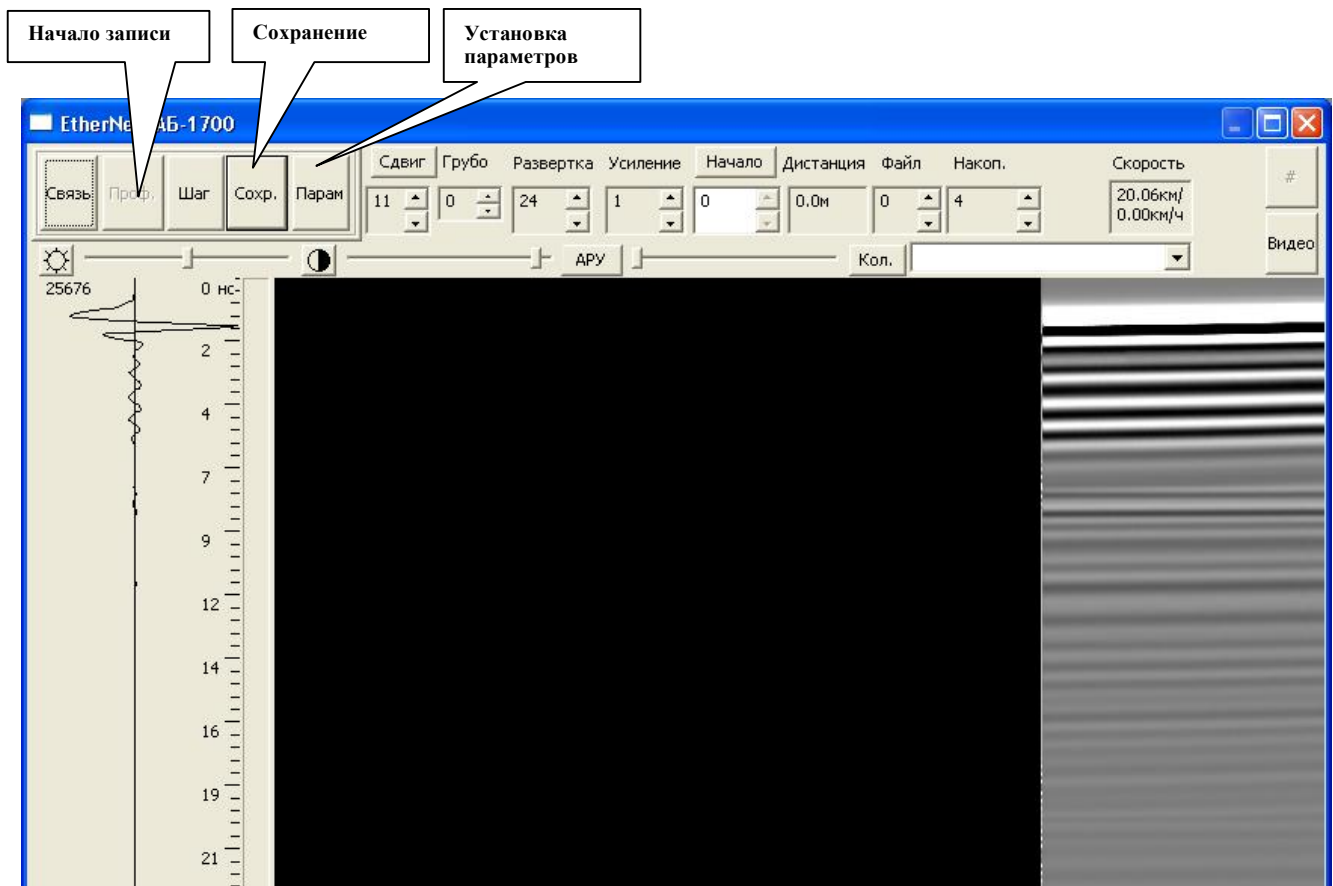 Начало записи
Сохранение
Установка
параметров
EtherNe АБ-1700
Связь
Проф.
Шаг
Сохр.
Парам
Сдвиг
Грубо
Развертка
Усиление
Начало
Дистанция
Файл
Накоп.
Скорость
#
11
0
24
1
0
0.0м
0
4
20.06км/
0.00км/ч
Видео
АРУ
Кол.
25676
0 нс
2
4
7
9
12
14
16
19
21